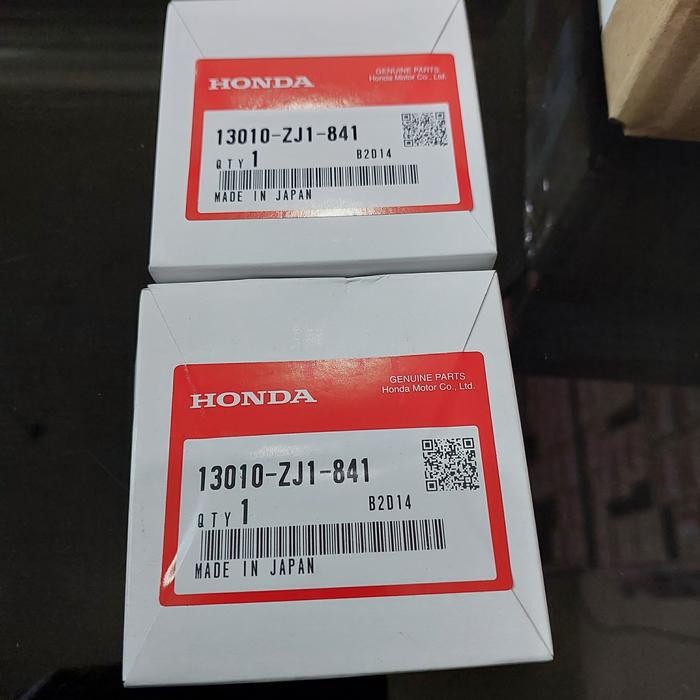 HONDA
GENUINE PARTS
Honda Motor Co., Ltd.
13010-ZJ1-841
QTY 1 B2D14
MADE IN JAPAN
HONDA
GENUINE PARTS
Honda Motor Co., Ltd.
13010-ZJ1-841
QTY 1 B2D14
MADE IN JAPAN